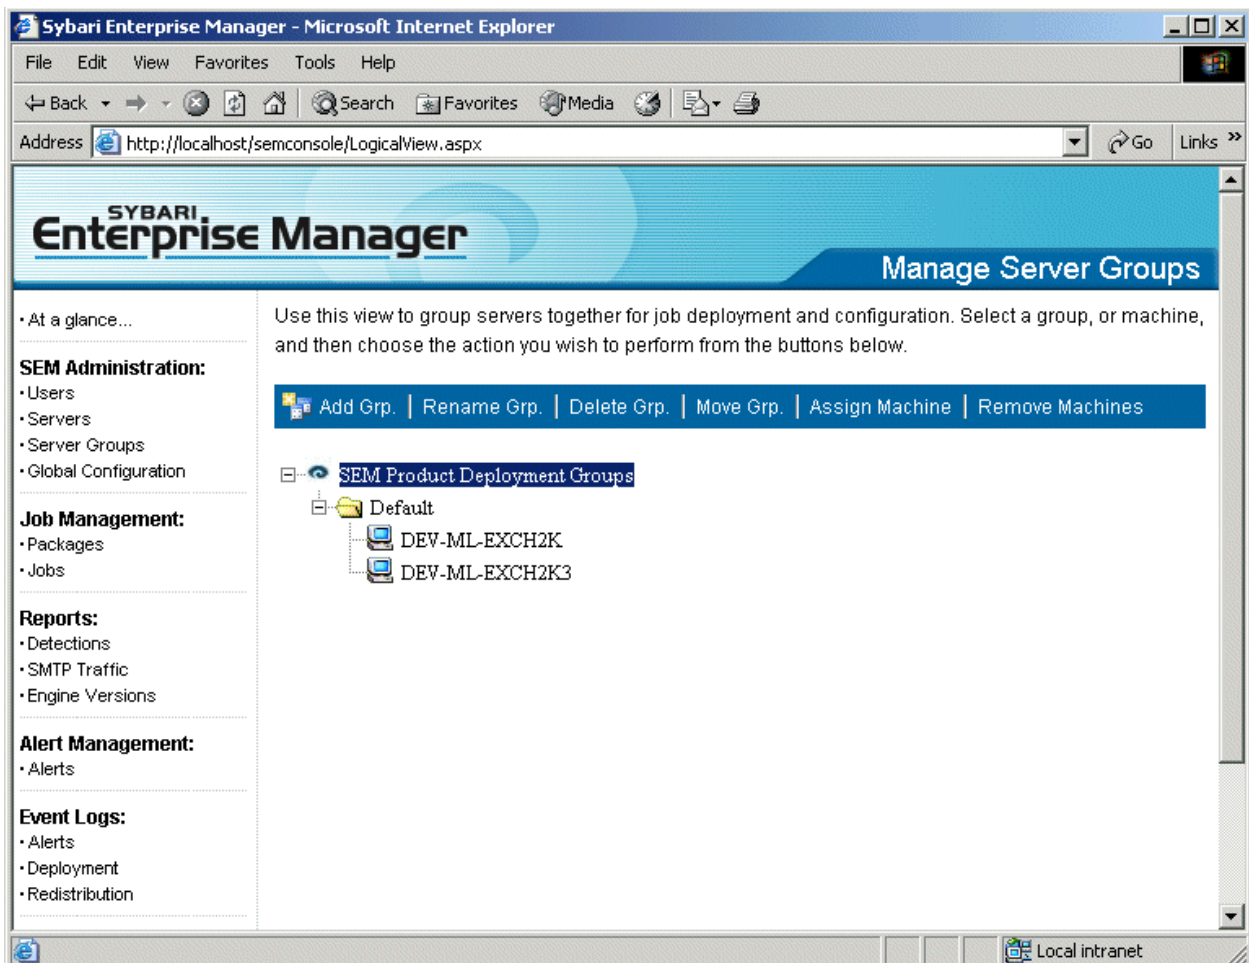 Sybari Enterprise Manager - Microsoft Internet Explorer
File Edit View Favorites Tools Help
Back Search Favorites Media
Address http://localhost/semconsole/LogicalView.aspx Go Links »
SYBARI
Enterprise Manager
Manage Server Groups
· At a glance...
SEM Administration:
· Users
· Servers
· Server Groups
· Global Configuration
Job Management:
· Packages
· Jobs
Reports:
· Detections
· SMTP Traffic
· Engine Versions
Alert Management:
· Alerts
Event Logs:
· Alerts
· Deployment
· Redistribution
Use this view to group servers together for job deployment and configuration. Select a group, or machine,
and then choose the action you wish to perform from the buttons below.
Add Grp. | Rename Grp. | Delete Grp. | Move Grp. | Assign Machine | Remove Machines
SEM Product Deployment Groups
Default
DEV-ML-EXCH2K
DEV-ML-EXCH2K3
Local intranet